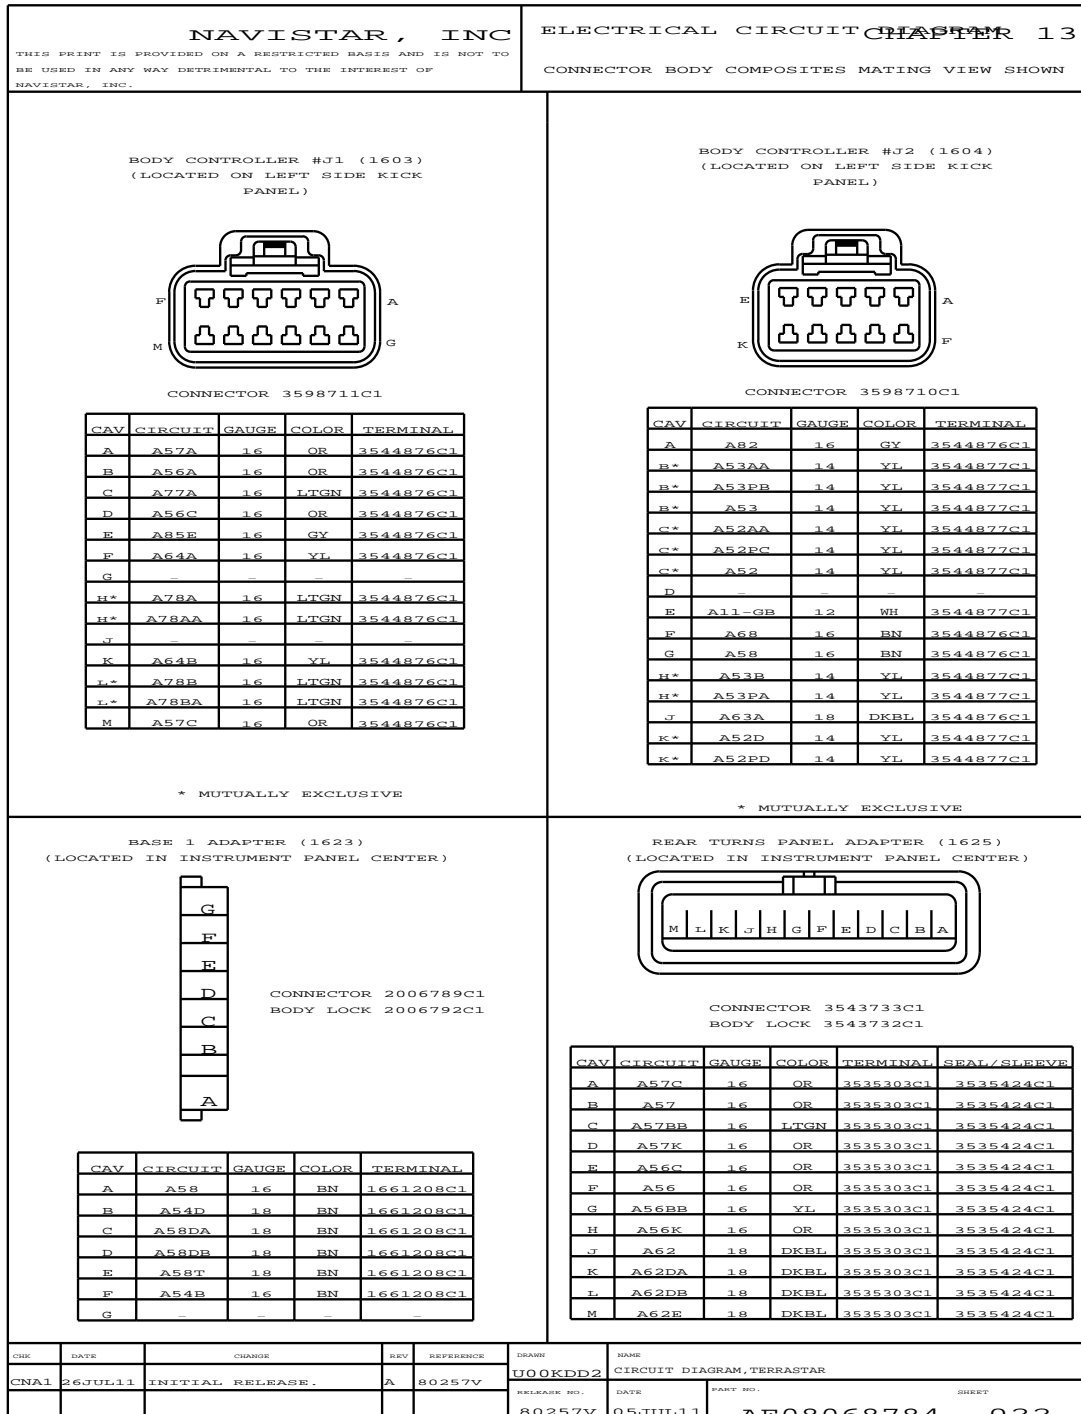 NAVISTAR, INC
THIS PRINT IS PROVIDED ON A RESTRICTED BASIS AND IS NOT TO
BE USED IN ANY WAY DETRIMENTAL TO THE INTEREST OF
NAVISTAR, INC.
ELECTRICAL CIRCUIT DIAGRAM
CHAPTER 13
CONNECTOR BODY COMPOSITES MATING VIEW SHOWN
BODY CONTROLLER #J1 (1603)
(LOCATED ON LEFT SIDE KICK
PANEL)
F A
M G
CONNECTOR 3598711C1
CAV CIRCUIT GAUGE COLOR TERMINAL
A A57A 16 OR 3544876C1
B A56A 16 OR 3544876C1
C A77A 16 LTGN 3544876C1
D A56C 16 OR 3544876C1
E A85E 16 GY 3544876C1
F A64A 16 YL 3544876C1
G - - - -
H* A78A 16 LTGN 3544876C1
H* A78AA 16 LTGN 3544876C1
J - - - -
K A64B 16 YL 3544876C1
L* A78B 16 LTGN 3544876C1
L* A78BA 16 LTGN 3544876C1
M A57C 16 OR 3544876C1
* MUTUALLY EXCLUSIVE
BODY CONTROLLER #J2 (1604)
(LOCATED ON LEFT SIDE KICK
PANEL)
E A
K F
CONNECTOR 3598710C1
CAV CIRCUIT GAUGE COLOR TERMINAL
A A82 16 GY 3544876C1
B* A53AA 14 YL 3544877C1
B* A53PB 14 YL 3544877C1
B* A53 14 YL 3544877C1
C* A52AA 14 YL 3544877C1
C* A52PC 14 YL 3544877C1
C* A52 14 YL 3544877C1
D - - - -
E A11-GB 12 WH 3544877C1
F A68 16 BN 3544876C1
G A58 16 BN 3544876C1
H* A53B 14 YL 3544877C1
H* A53PA 14 YL 3544877C1
J A63A 18 DKBL 3544876C1
K* A52D 14 YL 3544877C1
K* A52PD 14 YL 3544877C1
* MUTUALLY EXCLUSIVE
BASE 1 ADAPTER (1623)
(LOCATED IN INSTRUMENT PANEL CENTER)
G
F
E
D
C
B
A
CONNECTOR 2006789C1
BODY LOCK 2006792C1
CAV CIRCUIT GAUGE COLOR TERMINAL
A A58 16 BN 1661208C1
B A54D 18 BN 1661208C1
C A58DA 18 BN 1661208C1
D A58DB 18 BN 1661208C1
E A58T 18 BN 1661208C1
F A54B 16 BN 1661208C1
G - - - -
REAR TURNS PANEL ADAPTER (1625)
(LOCATED IN INSTRUMENT PANEL CENTER)
M L K J H G F E D C B A
CONNECTOR 3543733C1
BODY LOCK 3543732C1
CAV CIRCUIT GAUGE COLOR TERMINAL SEAL/SLEEVE
A A57C 16 OR 3535303C1 3535424C1
B A57 16 OR 3535303C1 3535424C1
C A57BB 16 LTGN 3535303C1 3535424C1
D A57K 16 OR 3535303C1 3535424C1
E A56C 16 OR 3535303C1 3535424C1
F A56 16 OR 3535303C1 3535424C1
G A56BB 16 YL 3535303C1 3535424C1
H A56K 16 OR 3535303C1 3535424C1
J A62 18 DKBL 3535303C1 3535424C1
K A62DA 18 DKBL 3535303C1 3535424C1
L A62DB 18 DKBL 3535303C1 3535424C1
M A62E 18 DKBL 3535303C1 3535424C1
CHK DATE CHANGE REV REFERENCE
CNA1 26JUL11 INITIAL RELEASE. A 80257V
DRAWN NAME
U00KDD2 CIRCUIT DIAGRAM,TERRASTAR
RELEASE NO. DATE PART NO. SHEET
80257V 05JUL11 AE08068784 033